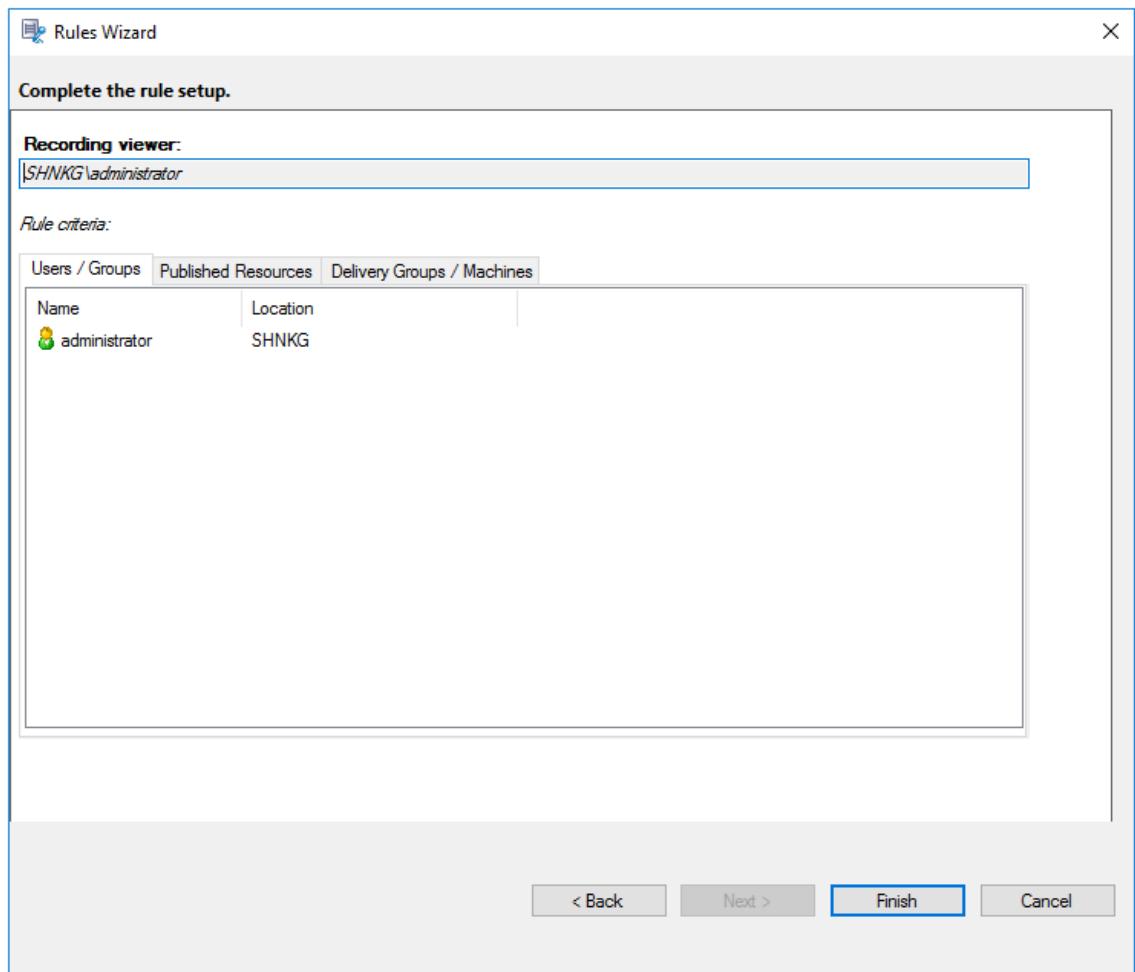 Rules Wizard
Complete the rule setup.
Recording viewer:
SHNKG\administrator
Rule criteria:
Users / Groups Published Resources Delivery Groups / Machines
Name Location
administrator SHNKG
< Back Next > Finish Cancel